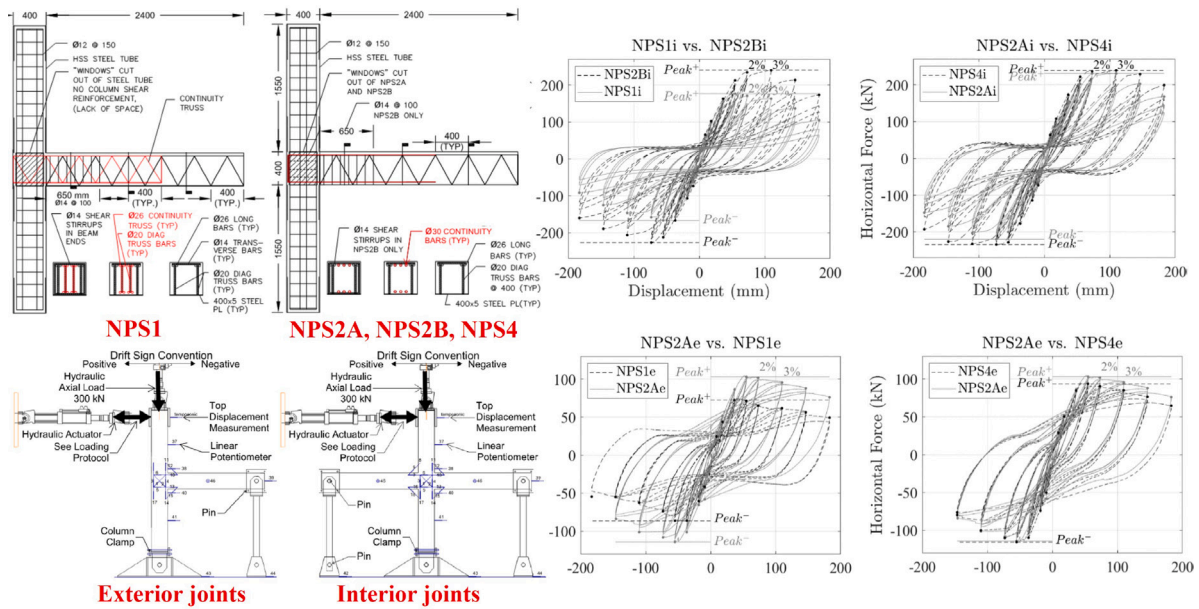 400
2400
Ø12 @ 150
HSS STEEL TUBE
"WINDOWS" CUT
OUT OF STEEL TUBE
NO COLUMN SHEAR
REINFORCEMENT,
(LACK OF SPACE)
CONTINUITY
TRUSS
650 mm
Ø14 @ 100
400
(TYP.)
400
(TYP.)
Ø14 SHEAR
STIRRUPS
IN BEAM
ENDS
Ø26 CONTINUITY
TRUSS (TYP)
Ø20 DIAG
TRUSS BARS
(TYP)
Ø26 LONG
BARS (TYP)
Ø14 TRANS-
VERSE BARS
(TYP)
Ø20 DIAG
TRUSS BARS
(TYP)
400x5 STEEL
PL (TYP)
NPS1
400
2400
1550
400
1550
Ø12 @ 150
HSS STEEL TUBE
"WINDOWS" CUT
OUT OF NPS2A
AND NPS2B
Ø14 @ 100
NPS2B ONLY
650
400
(TYP)
Ø14 SHEAR
STIRRUPS IN
NPS2B ONLY
Ø30 CONTINUITY
BARS (TYP)
Ø26 LONG
BARS (TYP)
Ø20 DIAG
TRUSS BARS
@ 400 (TYP)
400x5 STEEL PL(TYP)
NPS2A, NPS2B, NPS4
NPS1i vs. NPS2Bi
NPS2Bi
NPS1i
Peak+
2% 3%
Peak+
2% 3%
Peak−
Peak−
200
100
0
-100
-200
-200 -100 0 100 200
Displacement (mm)
NPS2Ai vs. NPS4i
NPS4i
NPS2Ai
Peak+
Peak+
2% 3%
Peak−
Peak−
Horizontal Force (kN)
200
100
0
-100
-200
-200 -100 0 100 200
Displacement (mm)
Drift Sign Convention
Positive Negative
Hydraulic
Axial Load
300 kN
Hydraulic Actuator
See Loading
Protocol
Top
Displacement
Measurement
Linear
Potentiometer
Pin
Column
Clamp
Exterior joints
Drift Sign Convention
Positive Negative
Hydraulic
Axial Load
300 kN
Hydraulic Actuator
See Loading
Protocol
Top
Displacement
Measurement
Linear
Potentiometer
Pin
Column
Clamp
Pin
Interior joints
NPS2Ae vs. NPS1e
NPS1e
NPS2Ae
Peak+
2%
3%
Peak+
Peak−
Peak−
100
50
0
-50
-100
-200 -100 0 100 200
NPS2Ae vs. NPS4e
NPS4e
NPS2Ae
Peak+
2%
3%
Peak+
Peak−
Horizontal Force (kN)
100
50
0
-50
-100
-200 -100 0 100 200